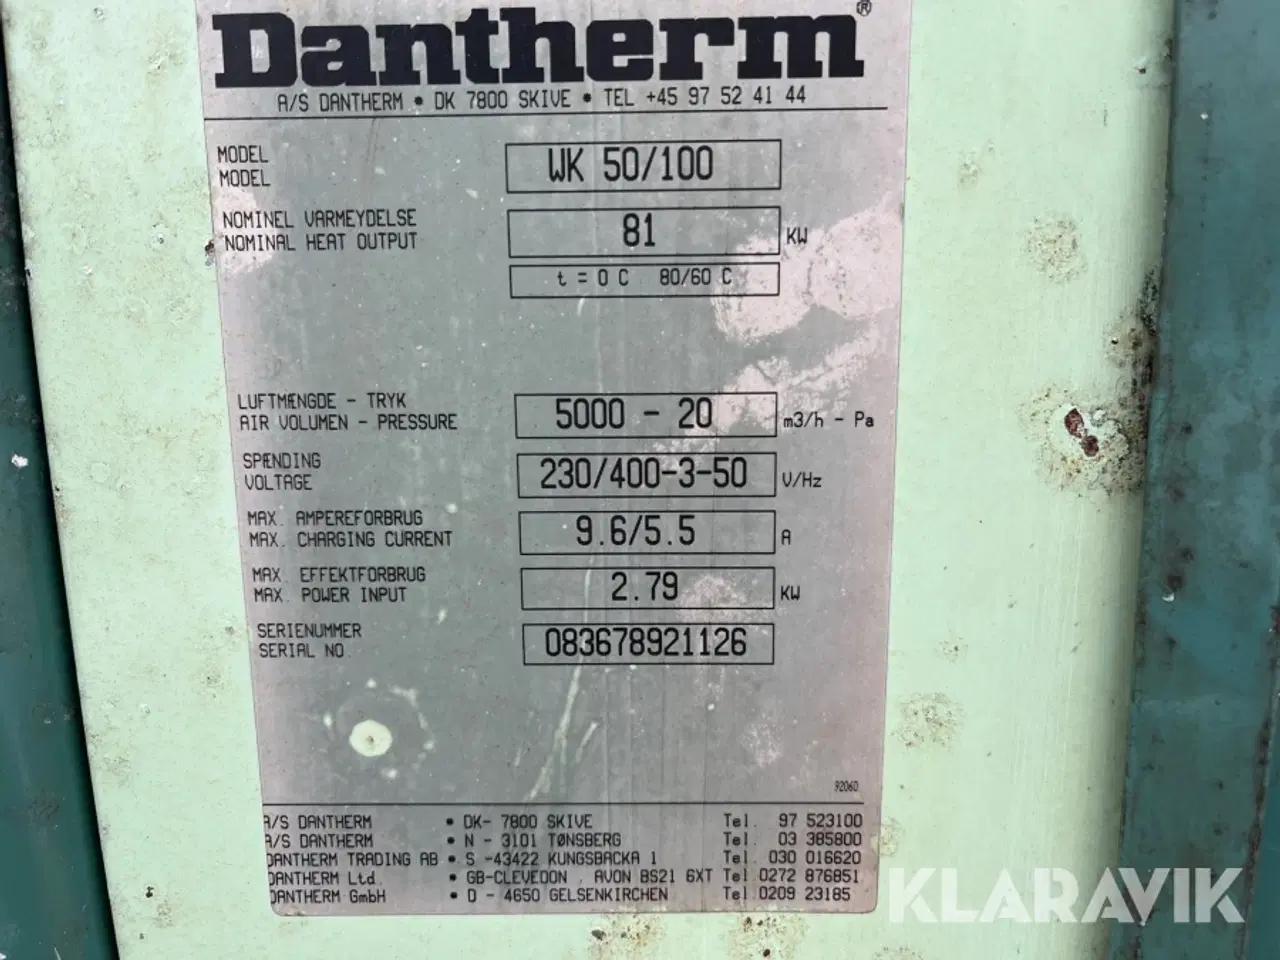 Dantherm®
A/S DANTHERM • DK 7800 SKIVE • TEL +45 97 52 41 44
MODEL
MODEL
WK 50/100
NOMINEL VARMEYDELSE
NOMINAL HEAT OUTPUT
81 KW
t = 0 C 80/60 C
LUFTMÆNGDE - TRYK
AIR VOLUMEN - PRESSURE
5000 - 20 m3/h - Pa
SPÆNDING
VOLTAGE
230/400-3-50 V/Hz
MAX. AMPEREFORBRUG
MAX. CHARGING CURRENT
9.6/5.5 A
MAX. EFFEKTFORBRUG
MAX. POWER INPUT
2.79 KW
SERIENUMMER
SERIAL NO.
083678921126
92060
A/S DANTHERM • DK- 7800 SKIVE Tel. 97 523100
A/S DANTHERM • N - 3101 TØNSBERG Tel. 03 385800
DANTHERM TRADING AB • S -43422 KUNGSBACKA 1 Tel. 030 016620
DANTHERM Ltd. • GB-CLEVEDON , AVON BS21 6XT Tel.0272 876851
DANTHERM GmbH • D - 4650 GELSENKIRCHEN Tel 0209 23185
KLARAVIK